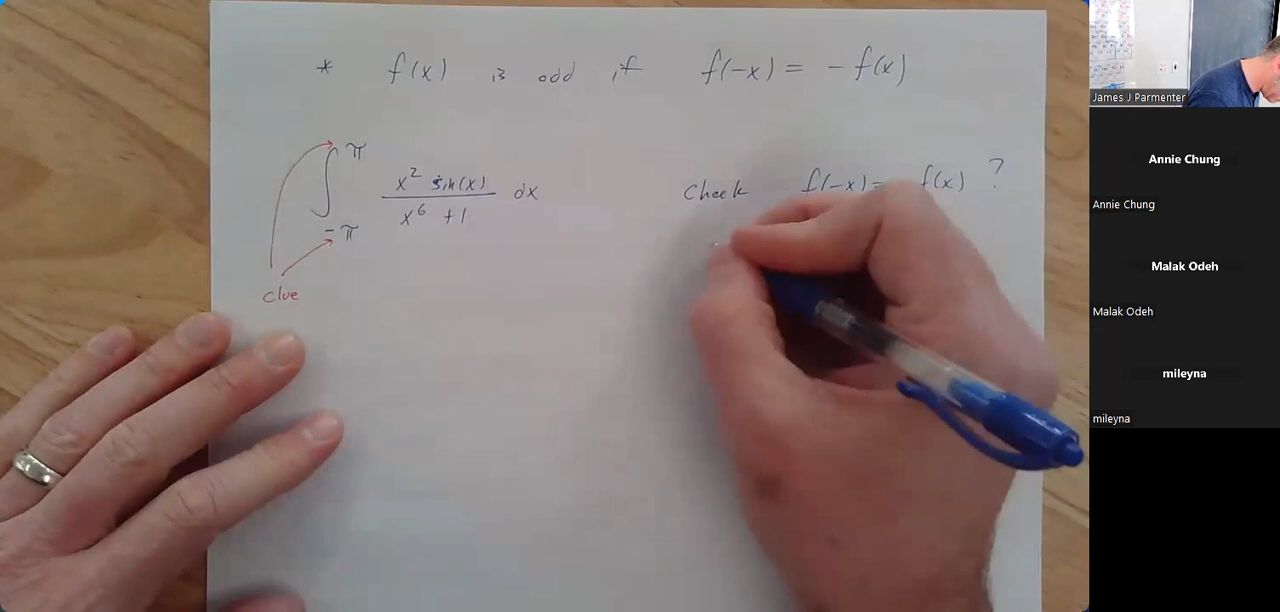 * f(x) is odd if f(-x) = - f(x)
∫ π -π x² sin(x) / x⁶ + 1 dx
Check f(-x) = f(x) ?
clue
James J Parmenter
Annie Chung
Annie Chung
Malak Odeh
Malak Odeh
mileyna
mileyna